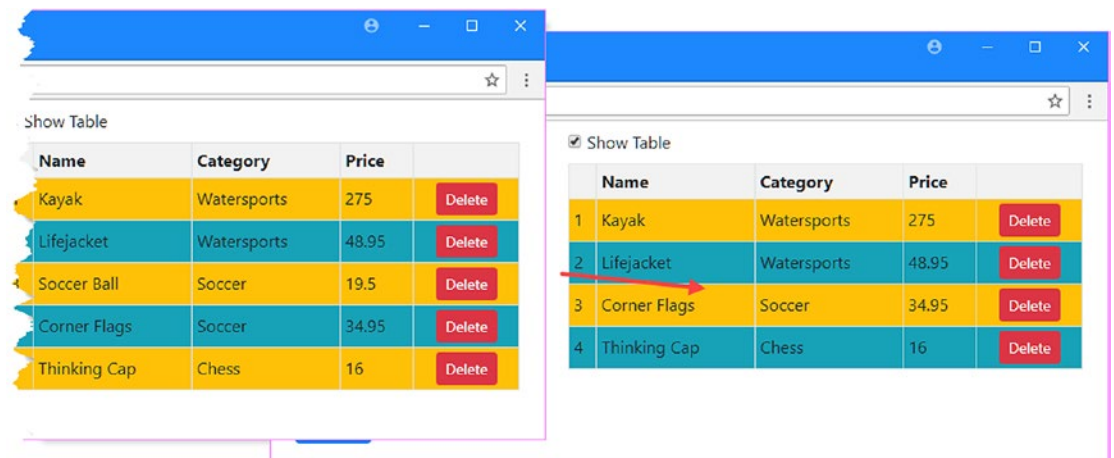 Show Table
Name Category Price
Kayak Watersports 275 Delete
Lifejacket Watersports 48.95 Delete
Soccer Ball Soccer 19.5 Delete
Corner Flags Soccer 34.95 Delete
Thinking Cap Chess 16 Delete
Show Table
Name Category Price
1 Kayak Watersports 275 Delete
2 Lifejacket Watersports 48.95 Delete
3 Corner Flags Soccer 34.95 Delete
4 Thinking Cap Chess 16 Delete